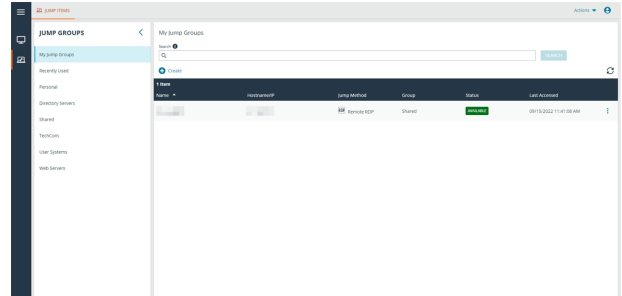 JUMP ITEMS
Actions
JUMP GROUPS
My Jump Groups
Recently Used
Personal
Directory Servers
Shared
TechCom
User Systems
Web Servers
My Jump Groups
Search
SEARCH
Create
1 Item
Name Hostname/IP Jump Method Group Status Last Accessed
Remote RDP Shared AVAILABLE 09/15/2022 11:41:08 AM